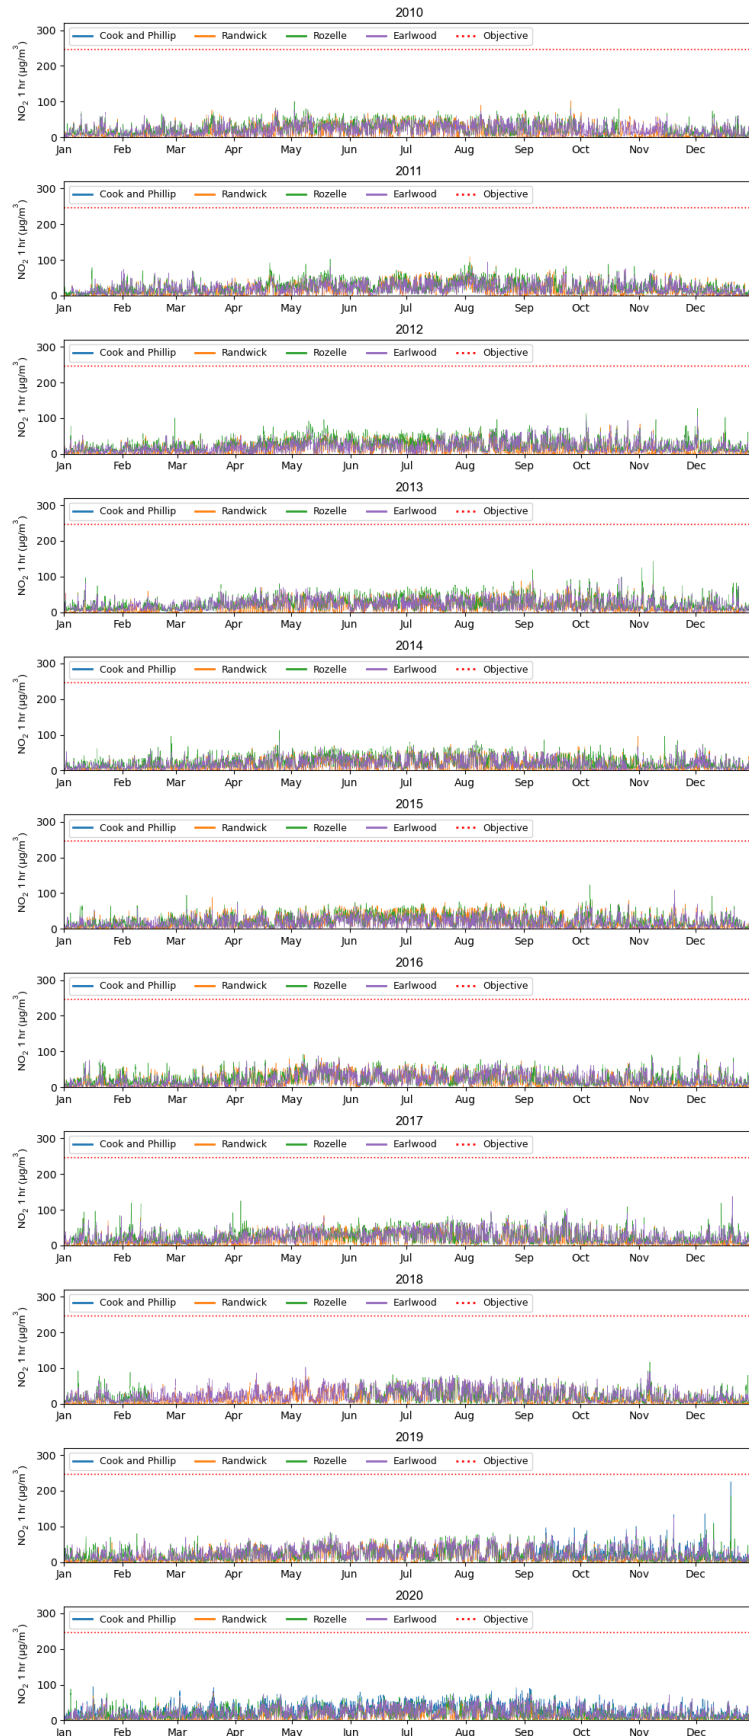 2010
Cook and Phillip Randwick Rozelle Earlwood Objective
NO2 1 hr (µg/m3)
300
200
100
0
Jan Feb Mar Apr May Jun Jul Aug Sep Oct Nov Dec
2011
Cook and Phillip Randwick Rozelle Earlwood Objective
NO2 1 hr (µg/m3)
300
200
100
0
Jan Feb Mar Apr May Jun Jul Aug Sep Oct Nov Dec
2012
Cook and Phillip Randwick Rozelle Earlwood Objective
NO2 1 hr (µg/m3)
300
200
100
0
Jan Feb Mar Apr May Jun Jul Aug Sep Oct Nov Dec
2013
Cook and Phillip Randwick Rozelle Earlwood Objective
NO2 1 hr (µg/m3)
300
200
100
0
Jan Feb Mar Apr May Jun Jul Aug Sep Oct Nov Dec
2014
Cook and Phillip Randwick Rozelle Earlwood Objective
NO2 1 hr (µg/m3)
300
200
100
0
Jan Feb Mar Apr May Jun Jul Aug Sep Oct Nov Dec
2015
Cook and Phillip Randwick Rozelle Earlwood Objective
NO2 1 hr (µg/m3)
300
200
100
0
Jan Feb Mar Apr May Jun Jul Aug Sep Oct Nov Dec
2016
Cook and Phillip Randwick Rozelle Earlwood Objective
NO2 1 hr (µg/m3)
300
200
100
0
Jan Feb Mar Apr May Jun Jul Aug Sep Oct Nov Dec
2017
Cook and Phillip Randwick Rozelle Earlwood Objective
NO2 1 hr (µg/m3)
300
200
100
0
Jan Feb Mar Apr May Jun Jul Aug Sep Oct Nov Dec
2018
Cook and Phillip Randwick Rozelle Earlwood Objective
NO2 1 hr (µg/m3)
300
200
100
0
Jan Feb Mar Apr May Jun Jul Aug Sep Oct Nov Dec
2019
Cook and Phillip Randwick Rozelle Earlwood Objective
NO2 1 hr (µg/m3)
300
200
100
0
Jan Feb Mar Apr May Jun Jul Aug Sep Oct Nov Dec
2020
Cook and Phillip Randwick Rozelle Earlwood Objective
NO2 1 hr (µg/m3)
300
200
100
0
Jan Feb Mar Apr May Jun Jul Aug Sep Oct Nov Dec